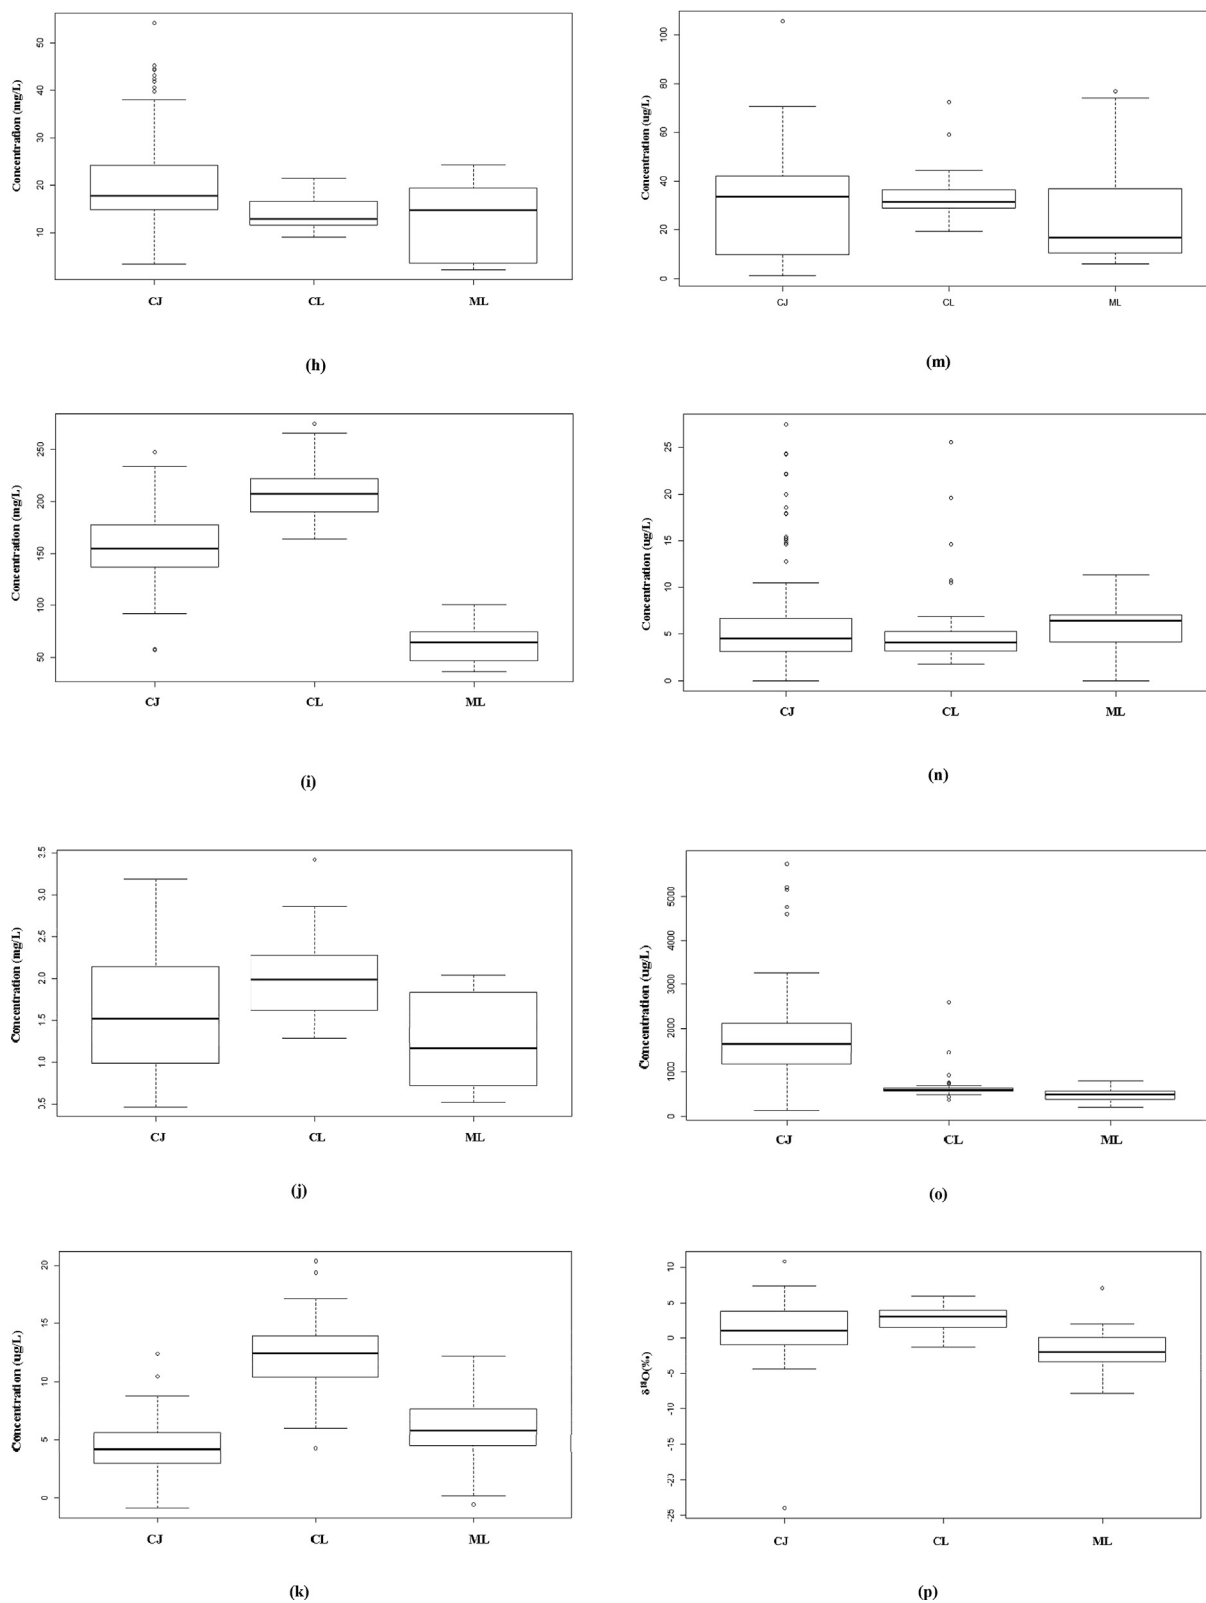 Concentration (mg/L)
50
40
30
20
10
CJ
CL
ML
(h)
Concentration (ug/L)
100
80
60
40
20
0
CJ
CL
ML
(m)
Concentration (mg/L)
250
200
150
100
50
CJ
CL
ML
(i)
Concentration (ug/L)
25
20
15
10
5
0
CJ
CL
ML
(n)
Concentration (mg/L)
3.5
3.0
2.5
2.0
1.5
1.0
0.5
CJ
CL
ML
(j)
Concentration (ug/L)
5000
4000
3000
2000
1000
0
CJ
CL
ML
(o)
Concentration (ug/L)
20
15
10
5
0
CJ
CL
ML
(k)
δ¹⁸O(‰)
10
5
0
-5
-10
-15
-20
-25
CJ
CL
ML
(p)